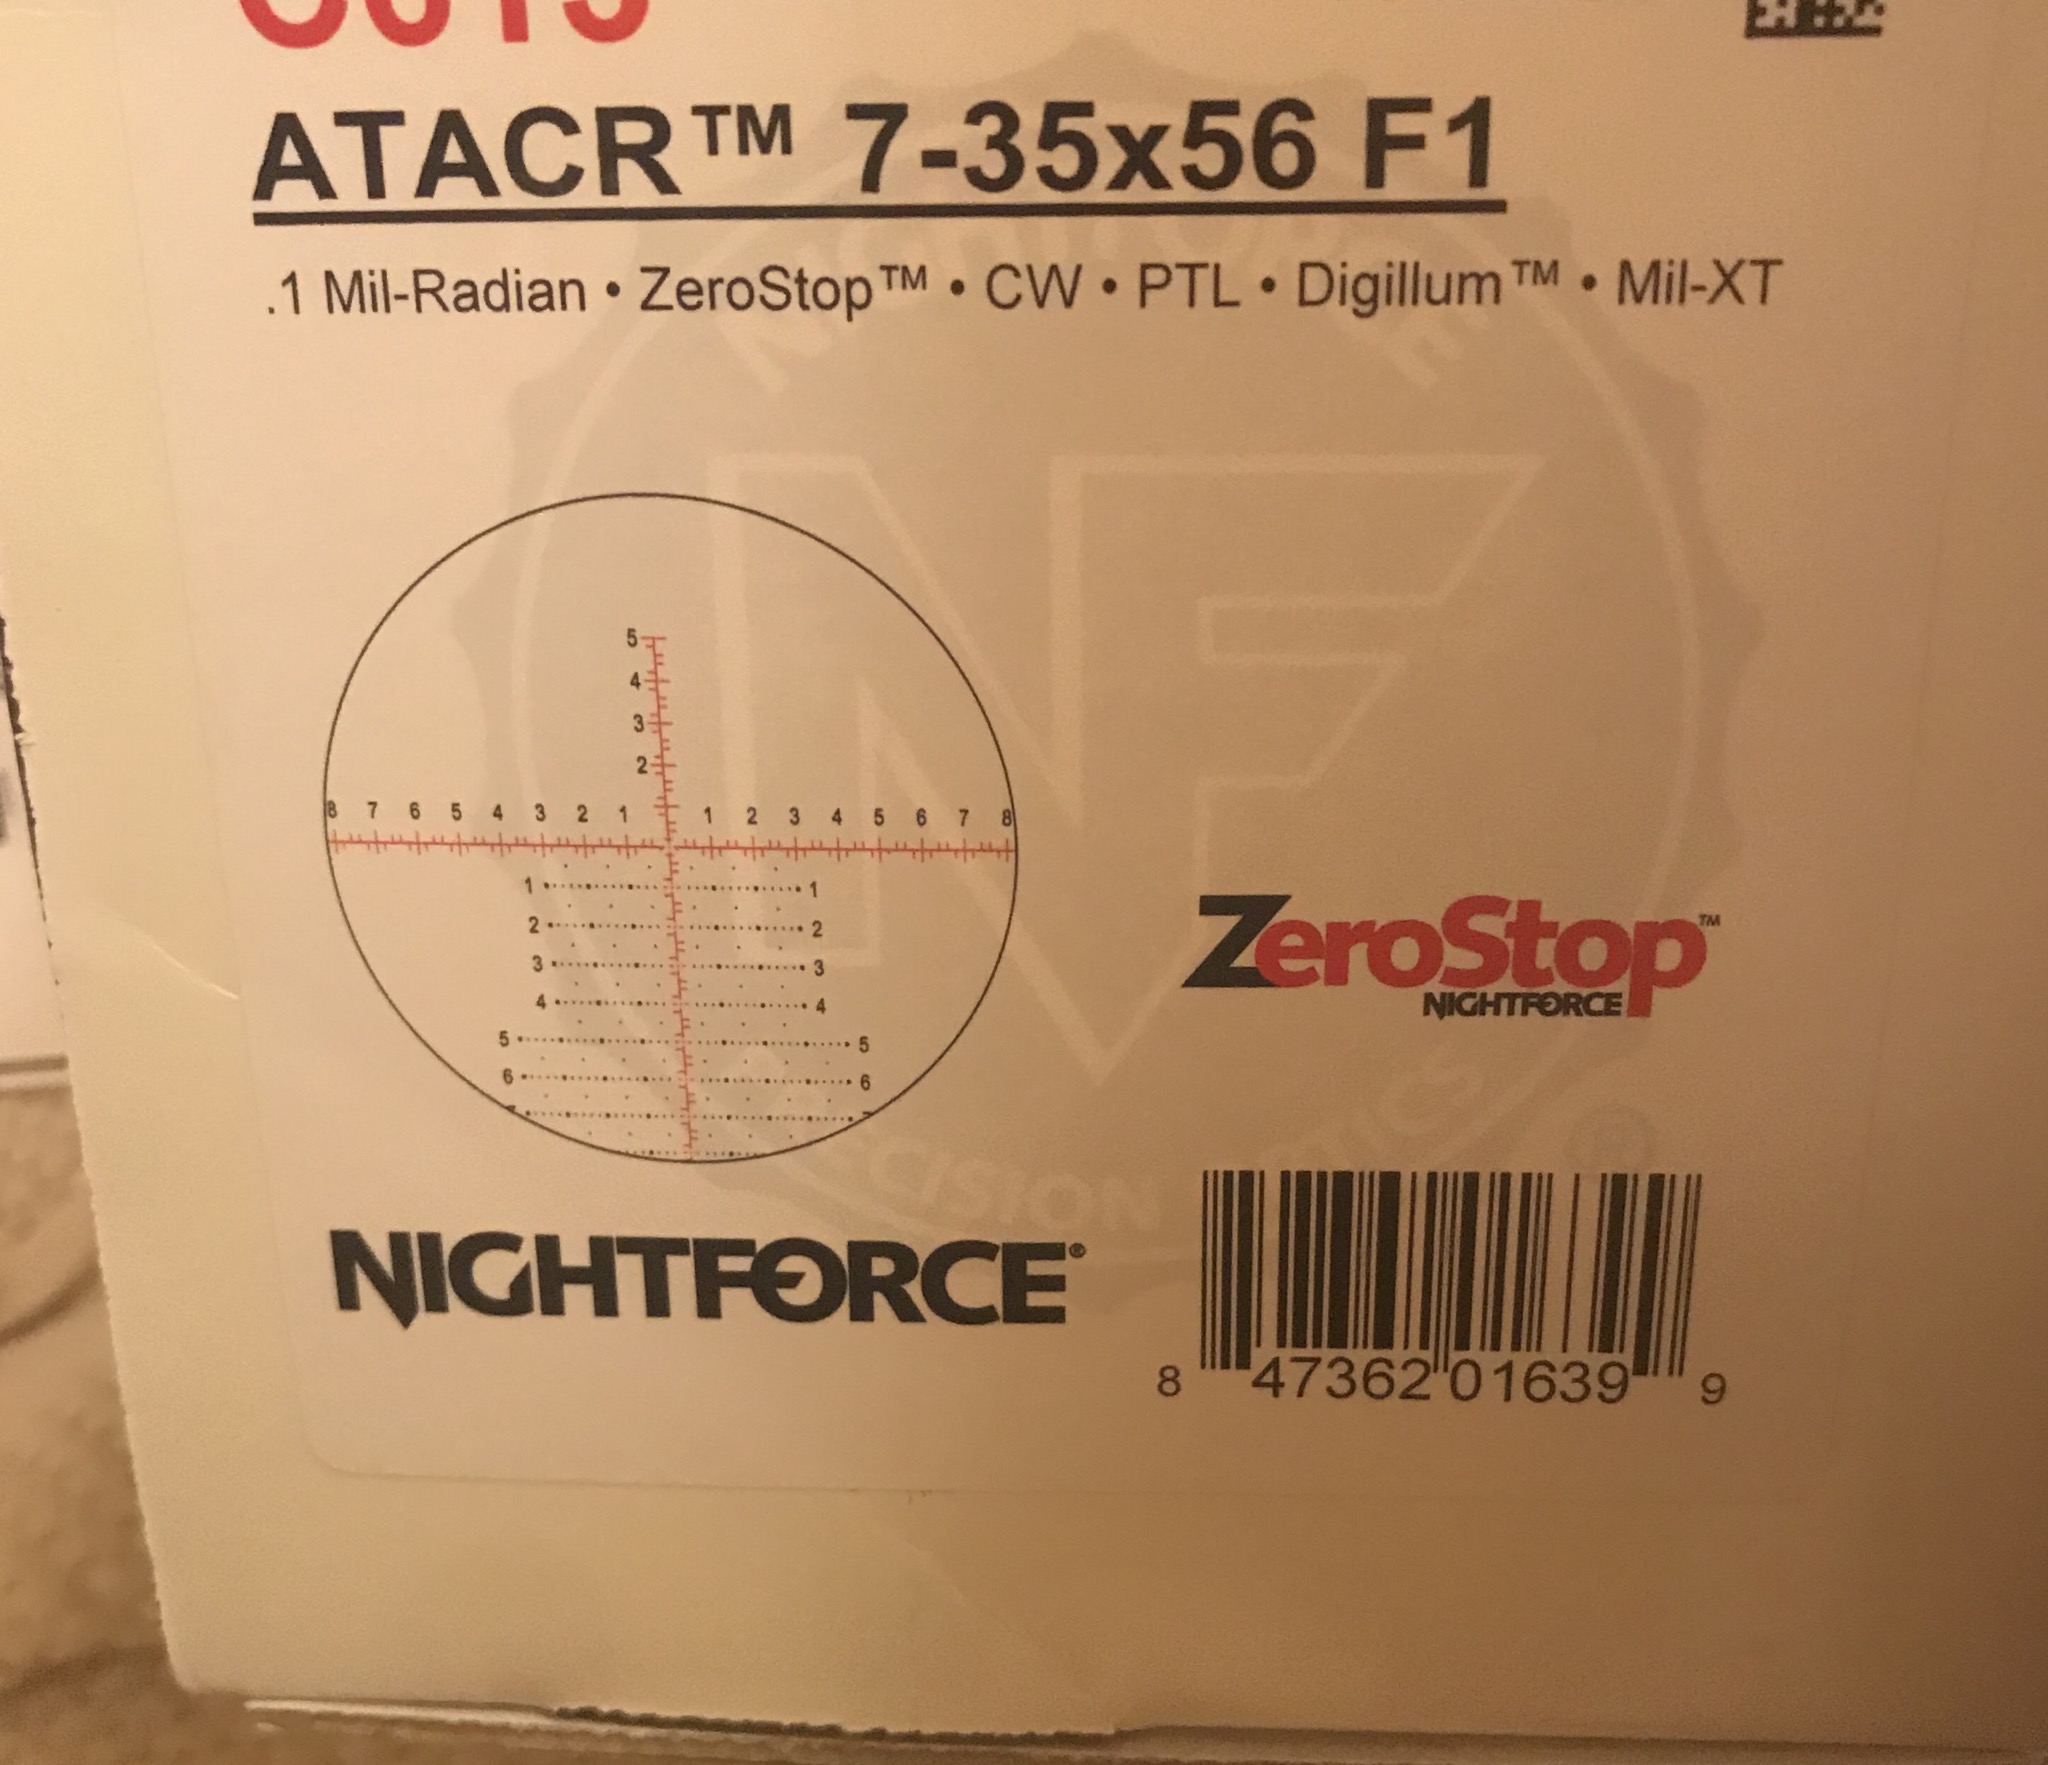 ATACR™ 7-35x56 F1
.1 Mil-Radian • ZeroStop™ • CW • PTL • Digillum™ • Mil-XT
NIGHTFORCE
5
4
3
2
8 7 6 5 4 3 2 1 1 2 3 4 5 6 7 8
1 1
2 2
3 3
4 4
5 5
6 6
ZeroStop™
NIGHTFORCE
NIGHTFORCE®
8 47362 01639 9